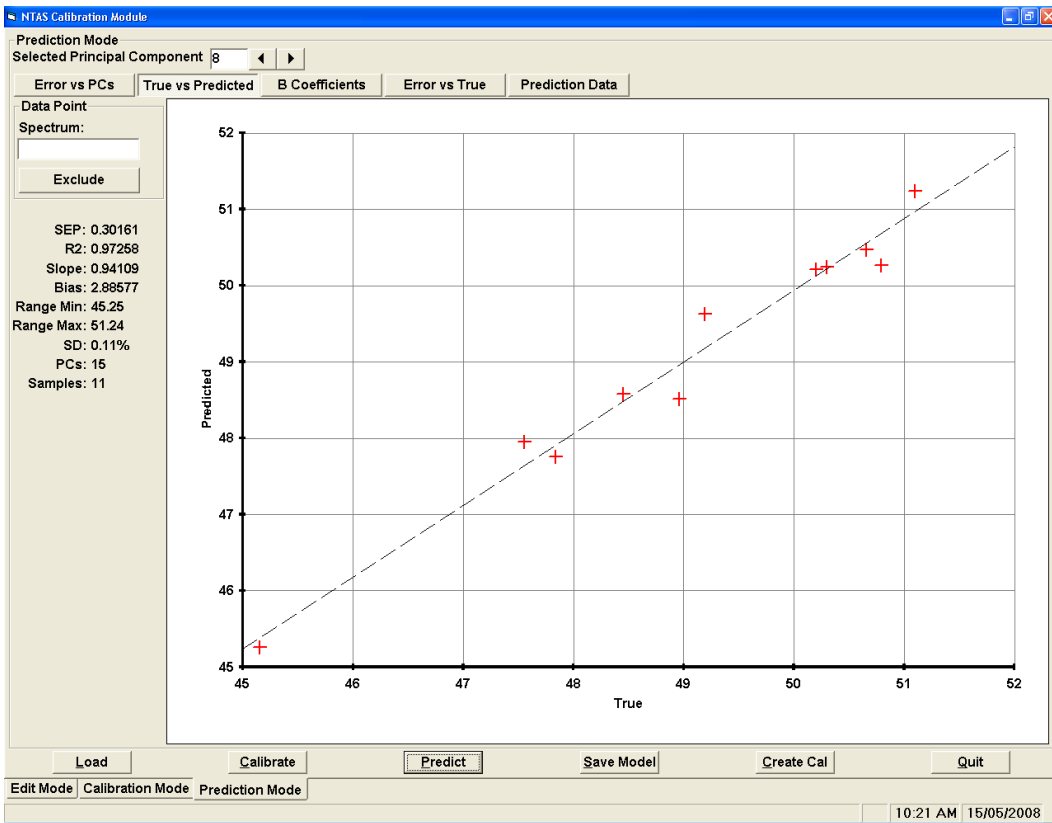 NTAS Calibration Module
Prediction Mode
Selected Principal Component 8
Error vs PCs True vs Predicted B Coefficients Error vs True Prediction Data
Data Point
Spectrum:
Exclude
SEP: 0.30161
R2: 0.97258
Slope: 0.94109
Bias: 2.88577
Range Min: 45.25
Range Max: 51.24
SD: 0.11%
PCs: 15
Samples: 11
52
51
50
49
48
47
46
45
Predicted
45 46 47 48 49 50 51 52
True
Load Calibrate Predict Save Model Create Cal Quit
Edit Mode Calibration Mode Prediction Mode
10:21 AM 15/05/2008